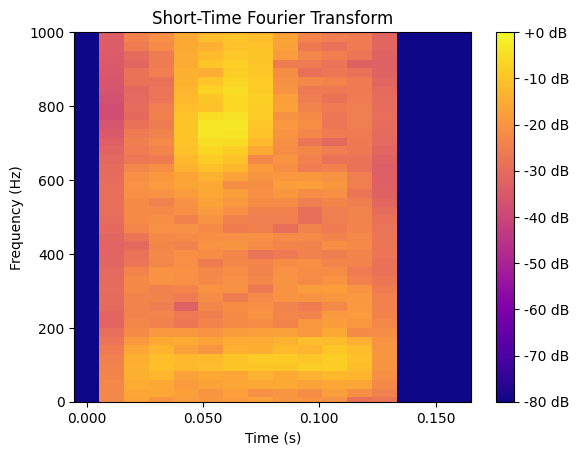 Short-Time Fourier Transform
1000
800
600
400
200
0
Frequency (Hz)
0.000
0.050
0.100
0.150
Time (s)
+0 dB
-10 dB
-20 dB
-30 dB
-40 dB
-50 dB
-60 dB
-70 dB
-80 dB